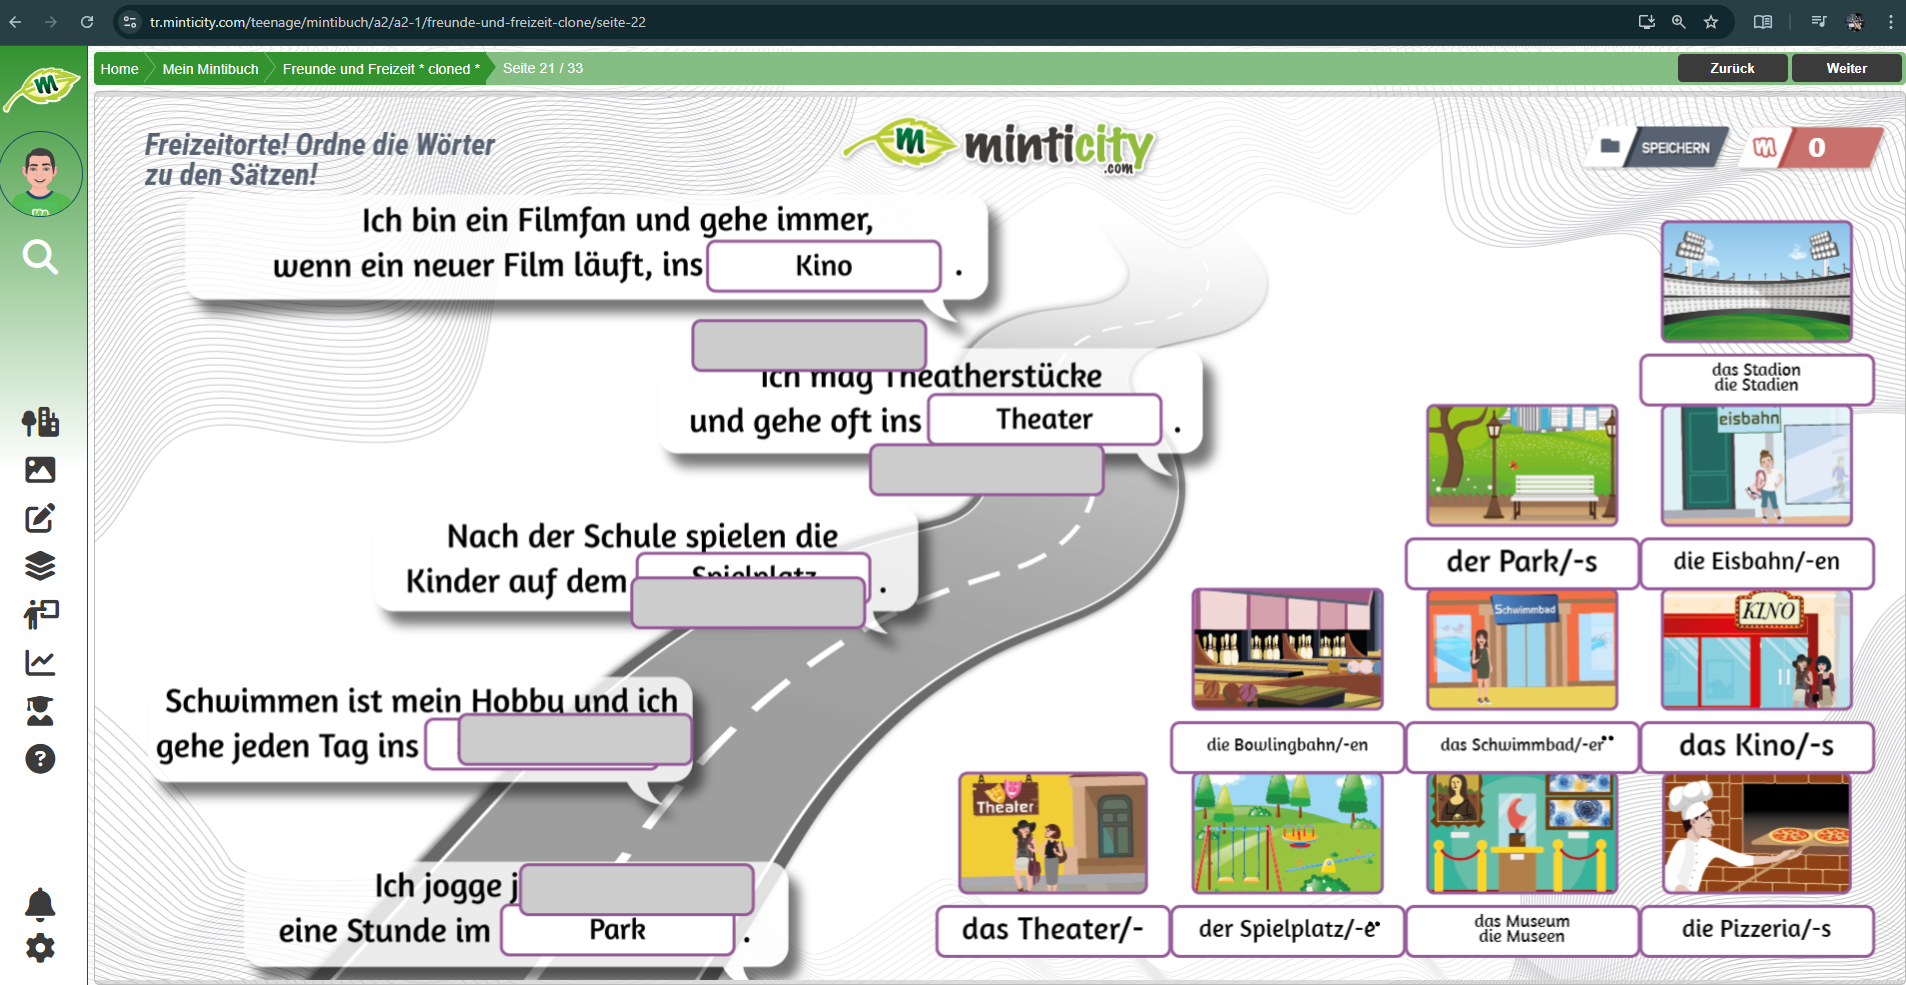 tr.minticity.com/teenage/mintibuch/a2/a2-1/freunde-und-freizeit-clone/seite-22
Home
Mein Mintibuch
Freunde und Freizeit * cloned *
Seite 21 / 33
Zurück
Weiter
Freizeitorte! Ordne die Wörter
zu den Sätzen!
minticity
.com
SPEICHERN
0
Ich bin ein Filmfan und gehe immer,
wenn ein neuer Film läuft, ins Kino .
Ich mag Theatherstücke
und gehe oft ins Theater .
Nach der Schule spielen die
Kinder auf dem Spielplatz .
Schwimmen ist mein Hobby und ich
gehe jeden Tag ins
Ich jogge j
eine Stunde im Park .
das Stadion
die Stadien
eisbahn
der Park/-s
die Eisbahn/-en
Schwimmbad
KINO
die Bowlingbahn/-en
das Schwimmbad/-er¨
das Kino/-s
Theater
das Theater/-
der Spielplatz/-e¨
das Museum
die Museen
die Pizzeria/-s